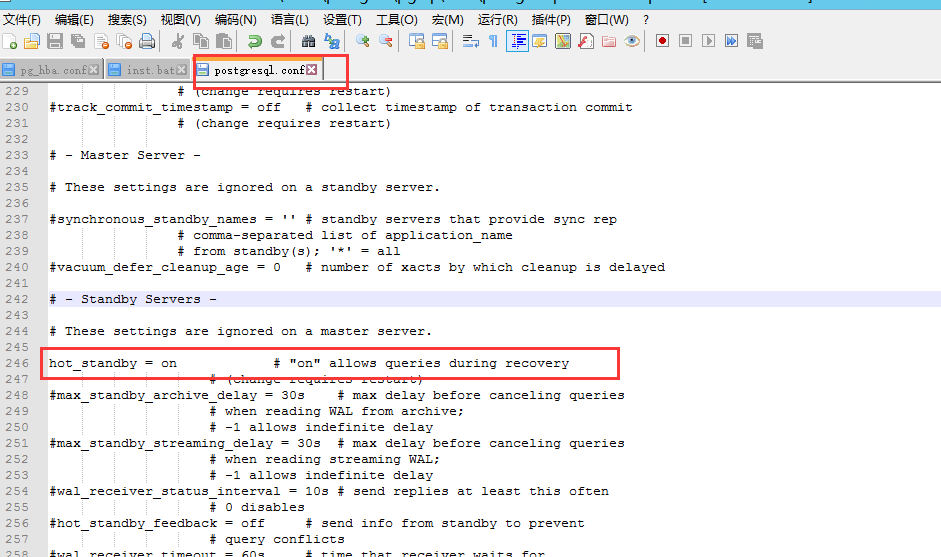 文件(F) 编辑(E) 搜索(S) 视图(V) 编码(N) 语言(L) 设置(T) 工具(O) 宏(M) 运行(R) 插件(P) 窗口(W) ?
pg_hba.conf inst.bat postgresql.conf
229 # (change requires restart)
230 #track_commit_timestamp = off # collect timestamp of transaction commit
231 # (change requires restart)
232
233 # - Master Server -
234
235 # These settings are ignored on a standby server.
236
237 #synchronous_standby_names = '' # standby servers that provide sync rep
238 # comma-separated list of application_name
239 # from standby(s); '*' = all
240 #vacuum_defer_cleanup_age = 0 # number of xacts by which cleanup is delayed
241
242 # - Standby Servers -
243
244 # These settings are ignored on a master server.
245
246 hot_standby = on # "on" allows queries during recovery
247 # (change requires restart)
248 #max_standby_archive_delay = 30s # max delay before canceling queries
249 # when reading WAL from archive;
250 # -1 allows indefinite delay
251 #max_standby_streaming_delay = 30s # max delay before canceling queries
252 # when reading streaming WAL;
253 # -1 allows indefinite delay
254 #wal_receiver_status_interval = 10s # send replies at least this often
255 # 0 disables
256 #hot_standby_feedback = off # send info from standby to prevent
257 # query conflicts
258 #wal_receiver_timeout = 60s # time that receiver waits for